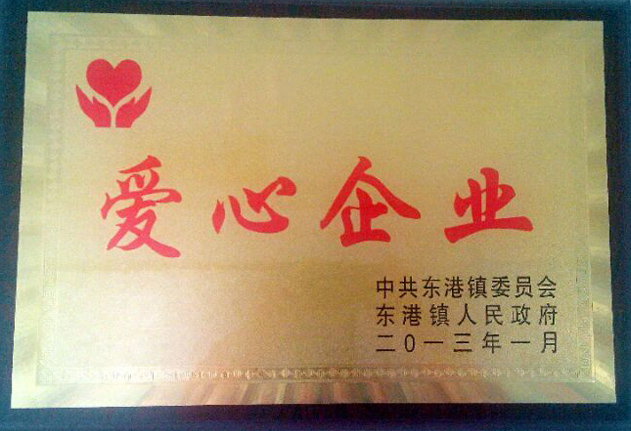 爱心企业
中共东港镇委员会
东港镇人民政府
二0一三年一月